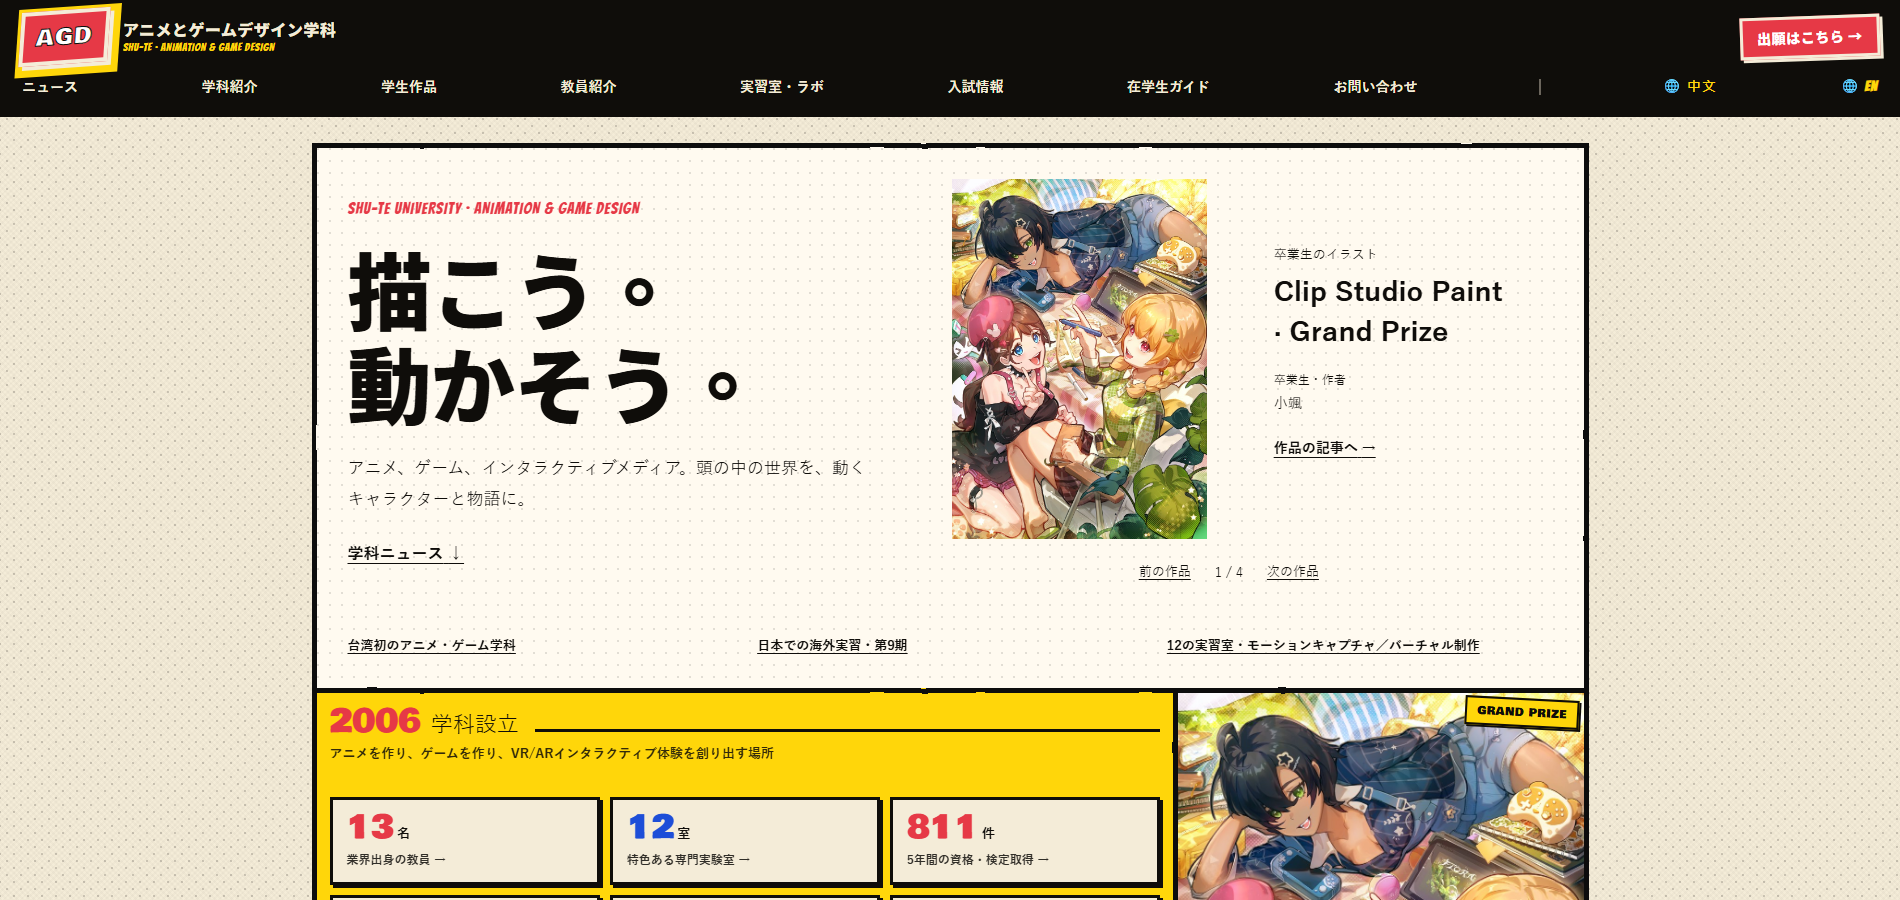 AGD
アニメとゲームデザイン学科
SHU-TE · ANIMATION & GAME DESIGN
出願はこちら →
ニュース
学科紹介
学生作品
教員紹介
実習室・ラボ
入試情報
在学生ガイド
お問い合わせ
中文
EN
SHU-TE UNIVERSITY · ANIMATION & GAME DESIGN
描こう。
動かそう。
アニメ、ゲーム、インタラクティブメディア。頭の中の世界を、動く
キャラクターと物語に。
学科ニュース ↓
卒業生のイラスト
Clip Studio Paint
· Grand Prize
卒業生・作者
小颯
作品の記事へ →
前の作品
1 / 4
次の作品
台湾初のアニメ・ゲーム学科
日本での海外実習・第9期
12の実習室・モーションキャプチャ／バーチャル制作
2006 学科設立
アニメを作り、ゲームを作り、VR/ARインタラクティブ体験を創り出す場所
GRAND PRIZE
13名
業界出身の教員 →
12室
特色ある専門実験室 →
811 件
5年間の資格・検定取得 →